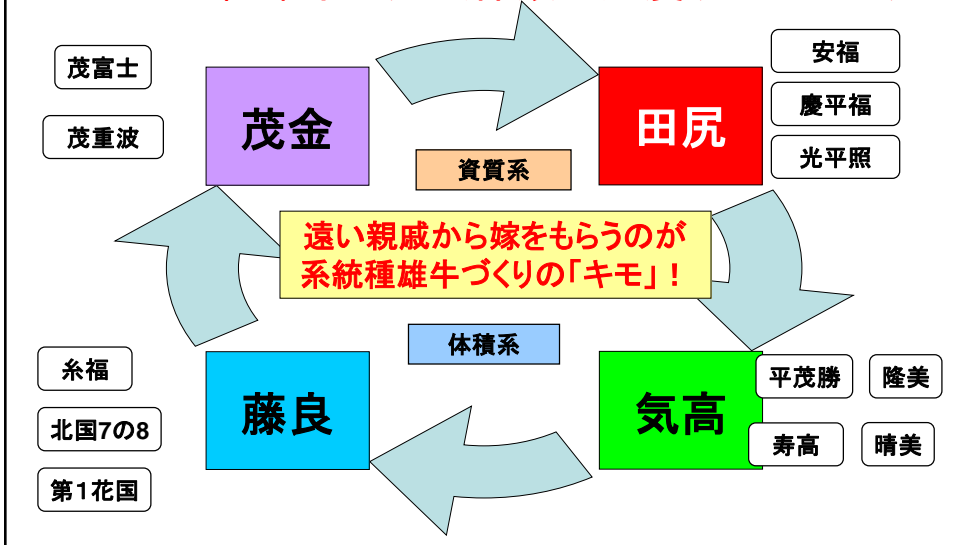 茂富士
茂重波
茂金
田尻
安福
慶平福
光平照
資質系
遠い親戚から嫁をもらうのが
系統種雄牛づくりの「キモ」！
体積系
糸福
北国7の8
第1花国
藤良
気高
平茂勝
隆美
寿高
晴美